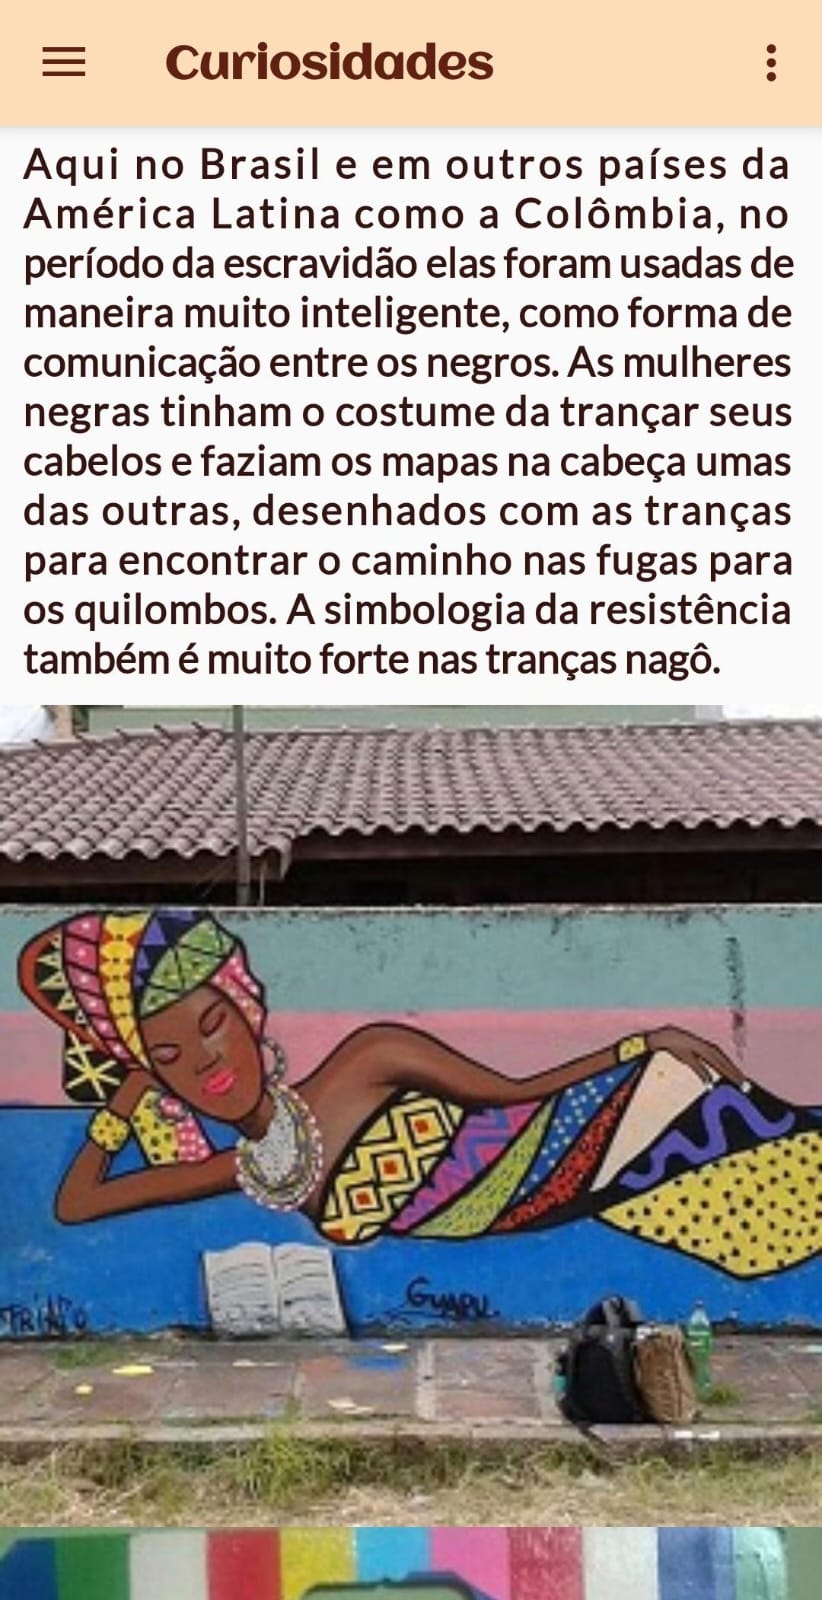 Curiosidades
Aqui no Brasil e em outros países da
América Latina como a Colômbia, no
período da escravidão elas foram usadas de
maneira muito inteligente, como forma de
comunicação entre os negros. As mulheres
negras tinham o costume da trançar seus
cabelos e faziam os mapas na cabeça umas
das outras, desenhados com as tranças
para encontrar o caminho nas fugas para
os quilombos. A simbologia da resistência
também é muito forte nas tranças nagô.